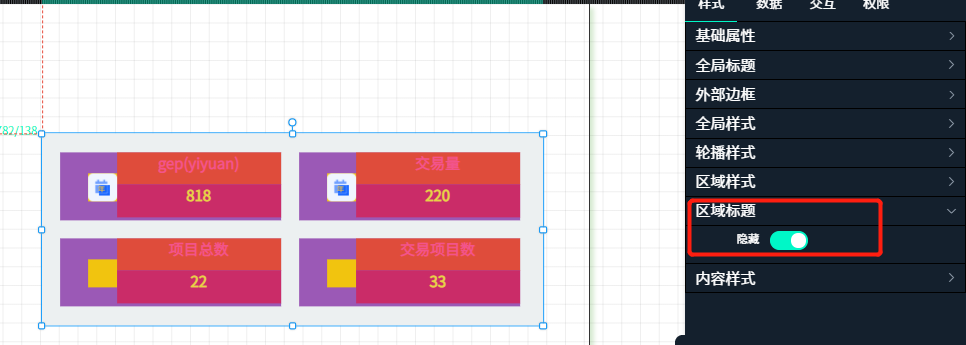 样式 数据 交互 权限
基础属性
全局标题
外部边框
全局样式
轮播样式
区域样式
区域标题
隐藏
内容样式
782/138
gep(yiyuan)
818
交易量
220
项目总数
22
交易项目数
33